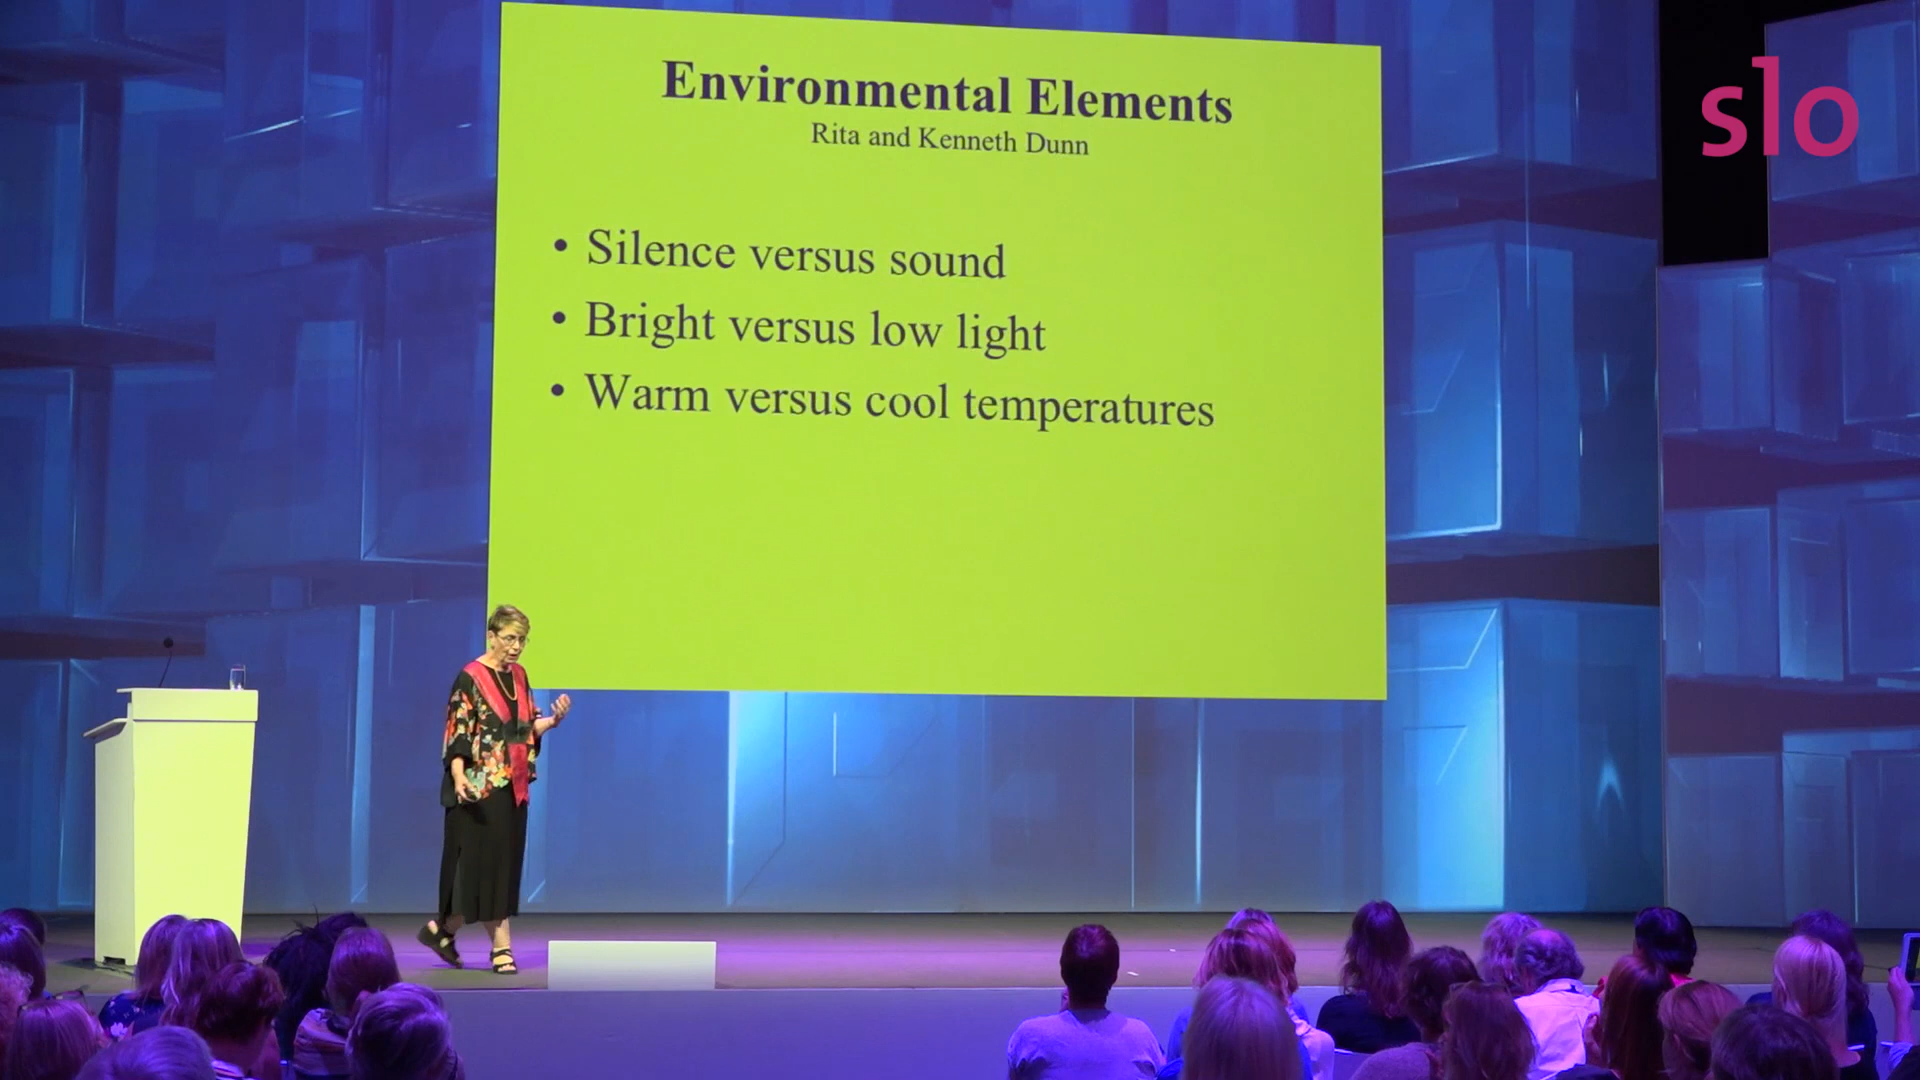 Environmental Elements
Rita and Kenneth Dunn
• Silence versus sound
• Bright versus low light
• Warm versus cool temperatures
slo